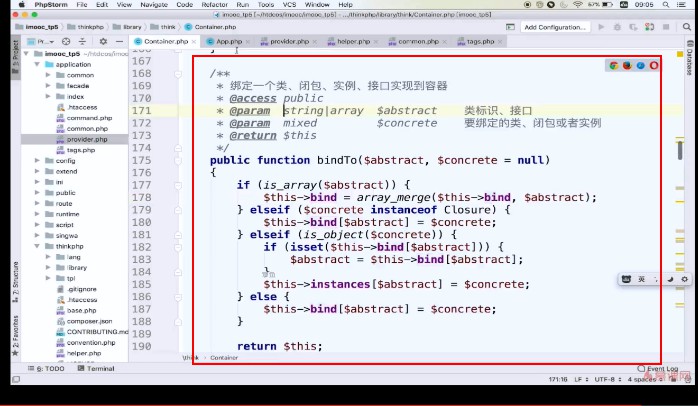 PhpStorm File Edit View Navigate Code Refactor Run Tools VCS Window Help 67% 09:05
imooc_tp5 [~/htdocs/imooc_tp5] - .../thinkphp/library/think/Container.php [imooc_tp5]
imooc_tp5 thinkphp library think Container.php Add Configuration...
Container.php App.php provider.php helper.php common.php tags.php
imooc_tp5 ~/htdocs/imooc_tp5
application
common
facade
index
.htaccess
command.php
common.php
provider.php
tags.php
config
extend
public
route
runtime
script
singwa
thinkphp
lang
library
tpl
.gitignore
.htaccess
base.php
composer.json
CONTRIBUTING.md
convention.php
helper.php
1: Project
2: Structure
2: Favorites
Database
167
168 /**
169 * 绑定一个类、闭包、实例、接口实现到容器
170 * @access public
171 * @param string|array $abstract 类标识、接口
172 * @param mixed $concrete 要绑定的类、闭包或者实例
173 * @return $this
174 */
175 public function bindTo($abstract, $concrete = null)
176 {
177 if (is_array($abstract)) {
178 $this->bind = array_merge($this->bind, $abstract);
179 } elseif ($concrete instanceof Closure) {
180 $this->bind[$abstract] = $concrete;
181 } elseif (is_object($concrete)) {
182 if (isset($this->bind[$abstract])) {
183 $abstract = $this->bind[$abstract];
184 }
185 $this->instances[$abstract] = $concrete;
186 } else {
187 $this->bind[$abstract] = $concrete;
188 }
189
190 return $this;
英
\think Container
6: TODO Terminal Event Log
171:16 LF UTF-8 4 spaces